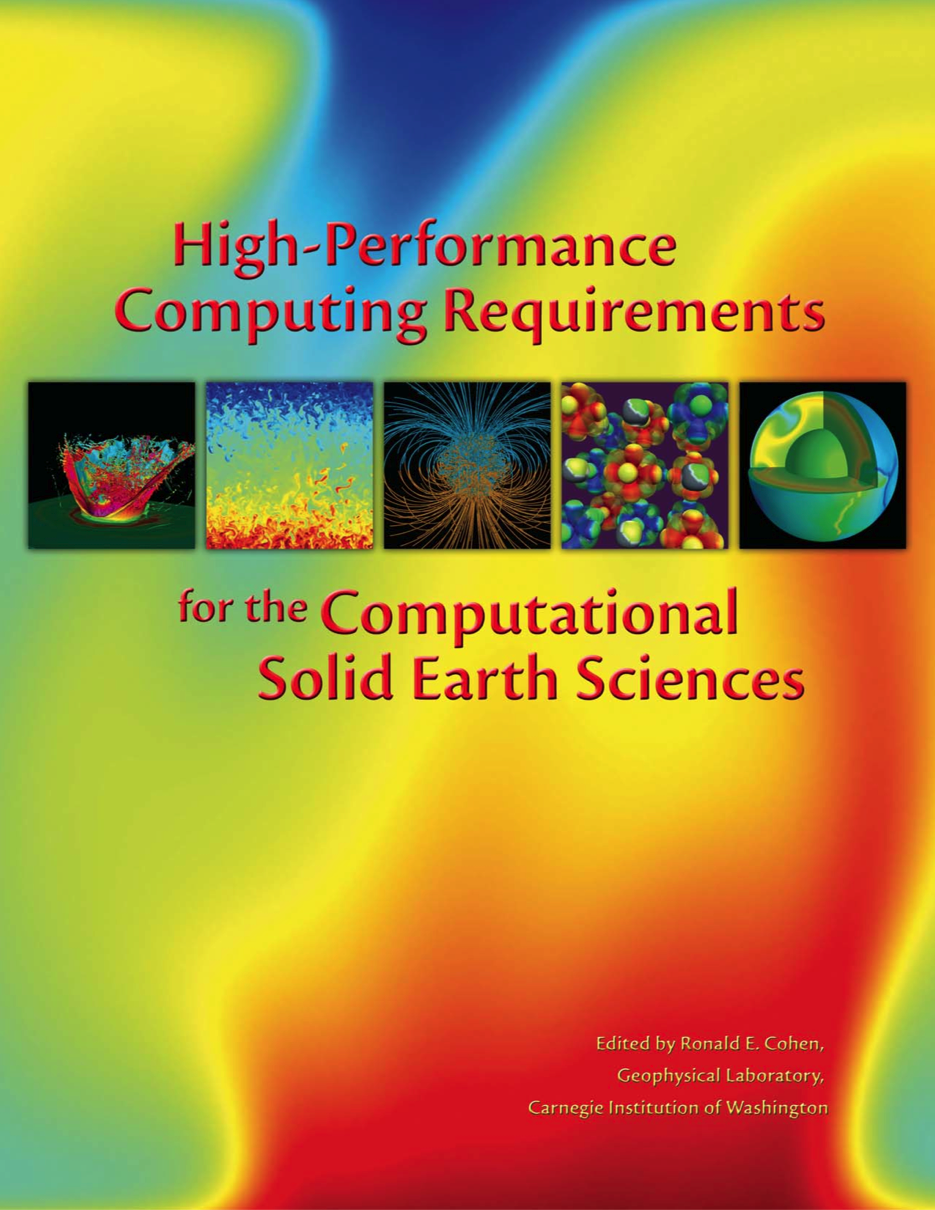 High-Performance
Computing Requirements
for the Computational
Solid Earth Sciences
Edited by Ronald E. Cohen,
Geophysical Laboratory,
Carnegie Institution of Washington